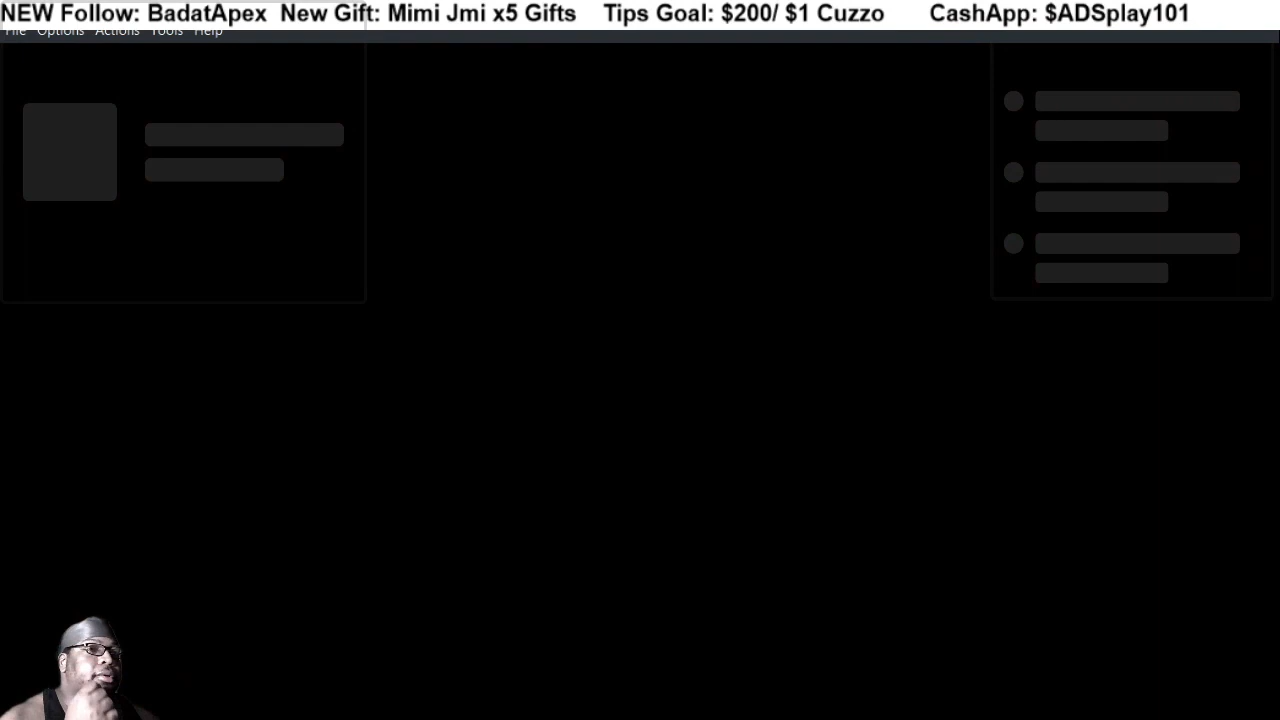 NEW Follow: BadatApex New Gift: Mimi Jmi x5 Gifts Tips Goal: $200/ $1 Cuzzo CashApp: $ADSplay101
File Options Actions Tools Help